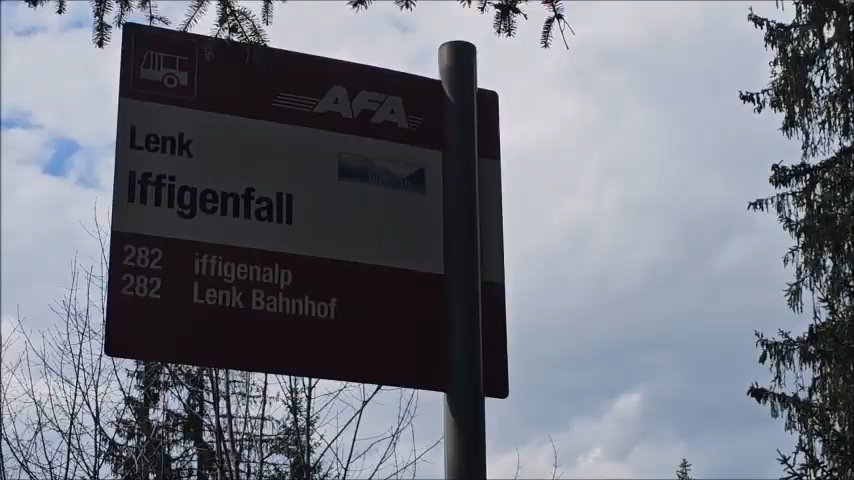 AFA
Lenk
Iffigenfall
282 iffigenalp
282 Lenk Bahnhof